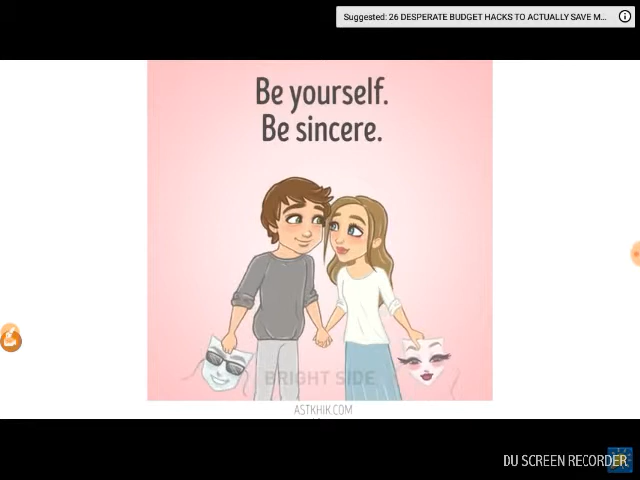 Suggested: 26 DESPERATE BUDGET HACKS TO ACTUALLY SAVE M...
Be yourself.
Be sincere.
BRIGHT SIDE
ASTKHIK.COM
DU SCREEN RECORDER